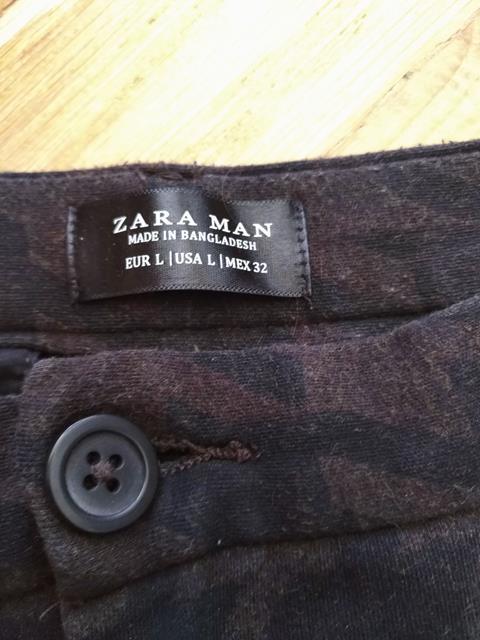 ZARA MAN
MADE IN BANGLADESH
EUR L | USA L | MEX 32